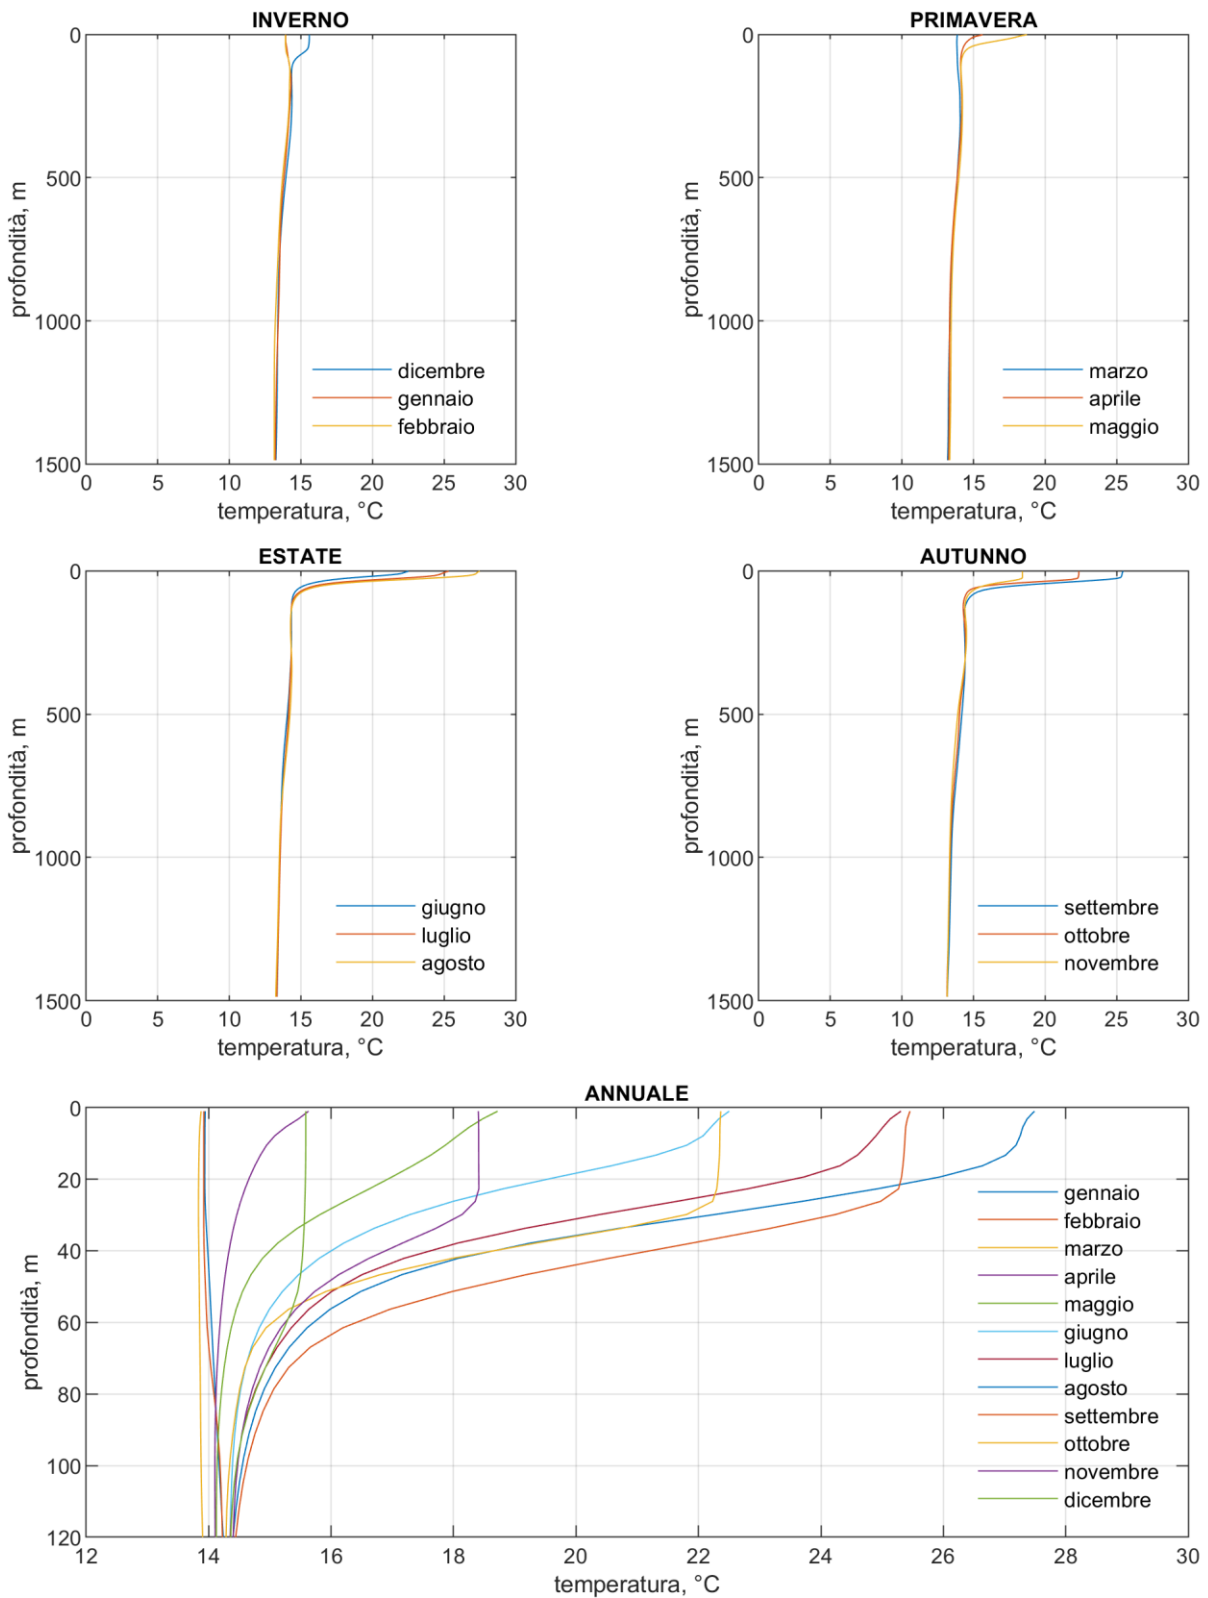 INVERNO
0
500
1000
1500
profondità, m
dicembre
gennaio
febbraio
0 5 10 15 20 25 30
temperatura, °C
PRIMAVERA
0
500
1000
1500
profondità, m
marzo
aprile
maggio
0 5 10 15 20 25 30
temperatura, °C
ESTATE
0
500
1000
1500
profondità, m
giugno
luglio
agosto
0 5 10 15 20 25 30
temperatura, °C
AUTUNNO
0
500
1000
1500
profondità, m
settembre
ottobre
novembre
0 5 10 15 20 25 30
temperatura, °C
ANNUALE
0
20
40
60
80
100
120
profondità, m
gennaio
febbraio
marzo
aprile
maggio
giugno
luglio
agosto
settembre
ottobre
novembre
dicembre
12 14 16 18 20 22 24 26 28 30
temperatura, °C